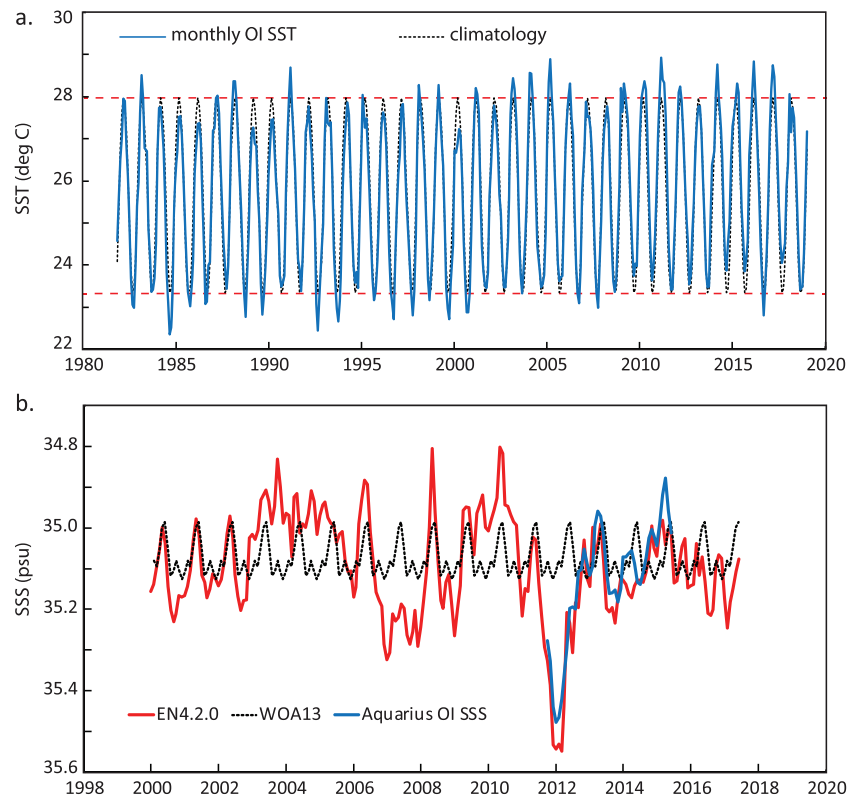 a.
30
monthly OI SST
climatology
28
26
24
22
SST (deg C)
1980 1985 1990 1995 2000 2005 2010 2015 2020
b.
34.8
35.0
35.2
35.4
35.6
SSS (psu)
EN4.2.0 WOA13 Aquarius OI SSS
1998 2000 2002 2004 2006 2008 2010 2012 2014 2016 2018 2020